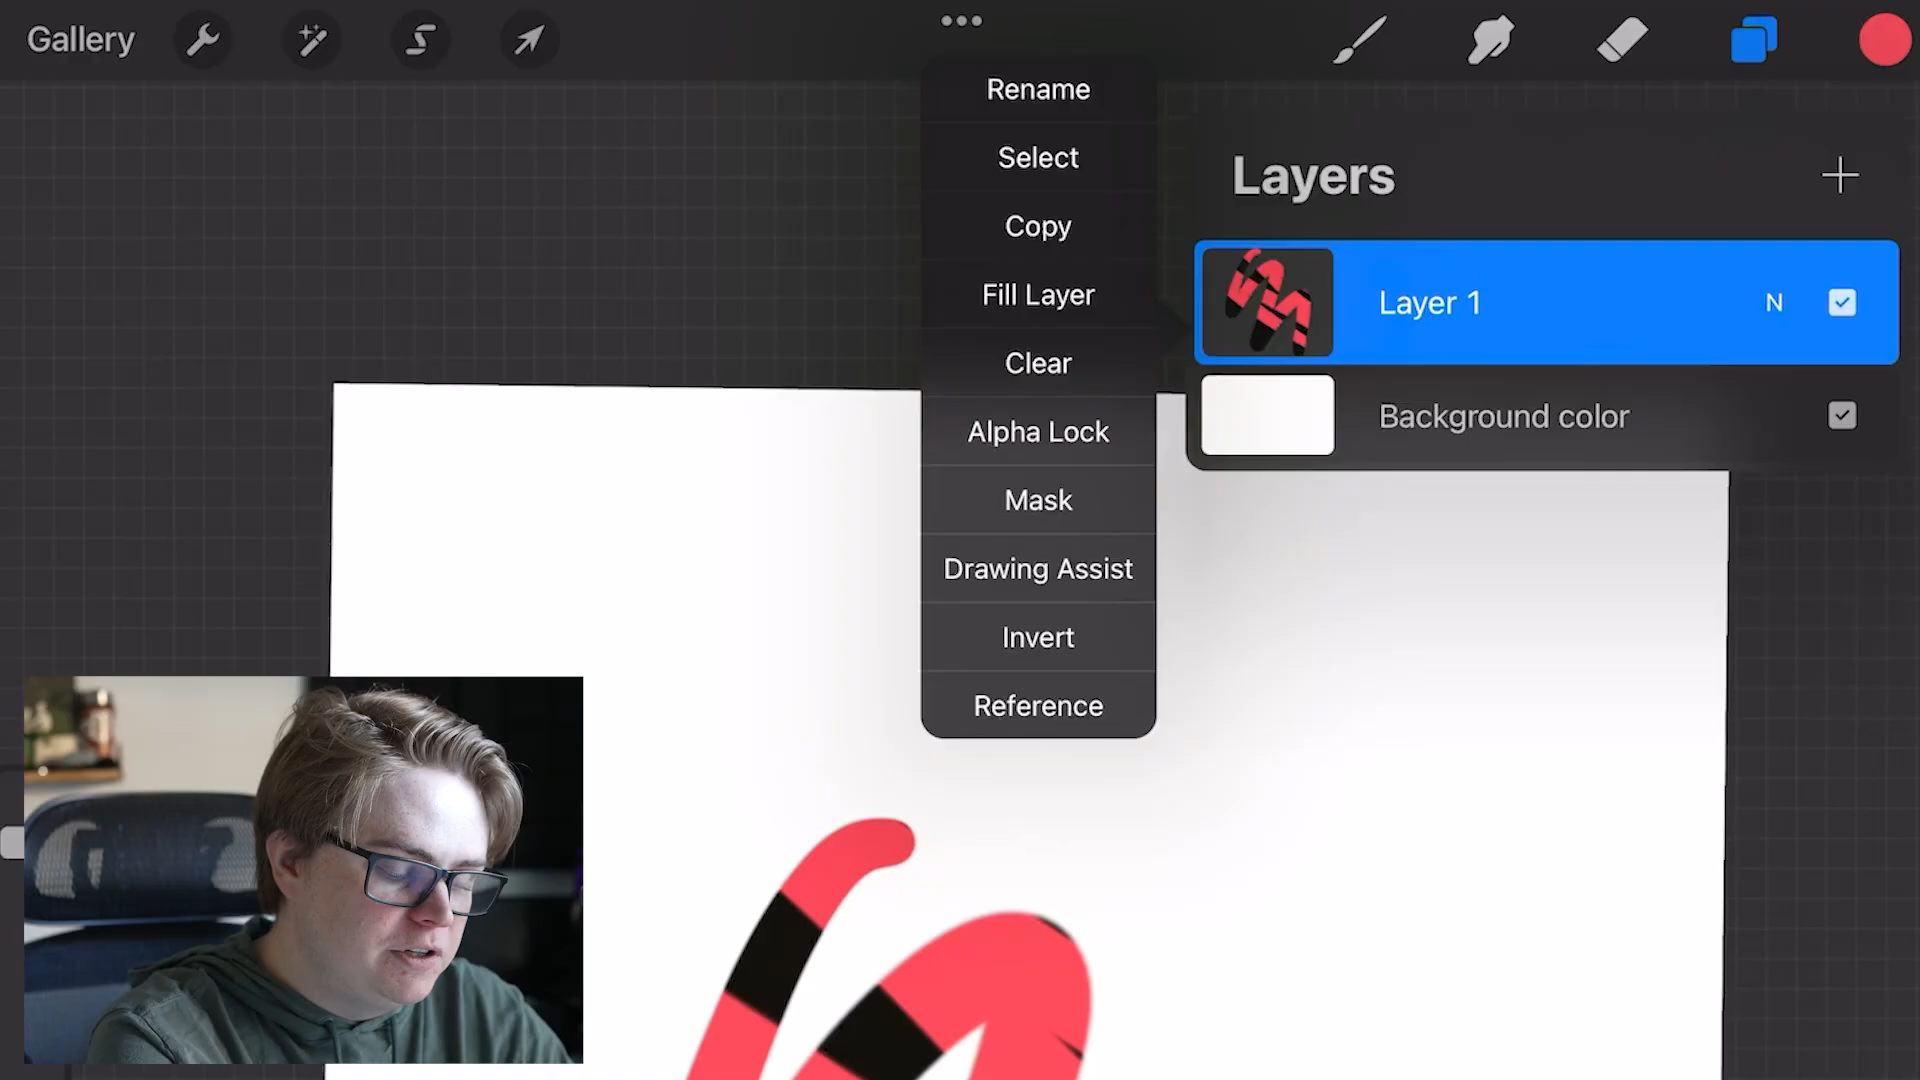 Gallery
Rename
Select
Copy
Fill Layer
Clear
Alpha Lock
Mask
Drawing Assist
Invert
Reference
Layers
Layer 1
N
Background color